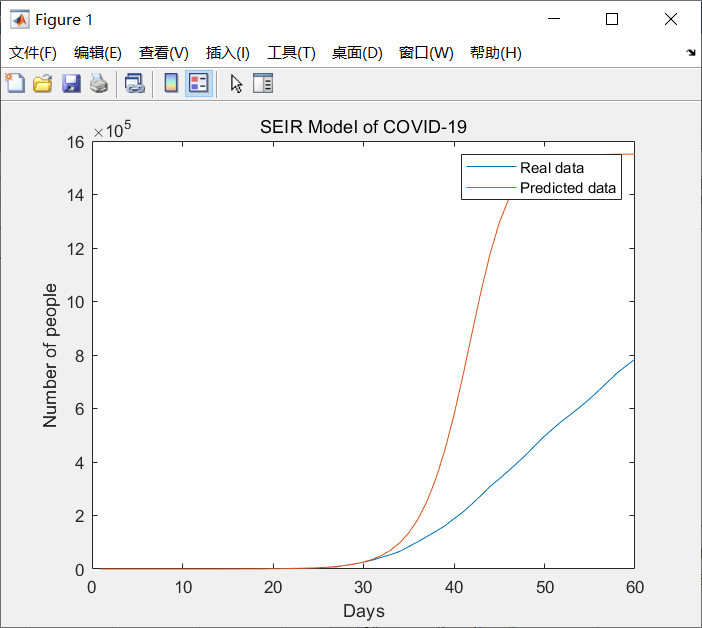 Figure 1
文件(F) 编辑(E) 查看(V) 插入(I) 工具(T) 桌面(D) 窗口(W) 帮助(H)
SEIR Model of COVID-19
×10⁵
16
14
12
10
8
6
4
2
0
Number of people
Real data
Predicted data
0 10 20 30 40 50 60
Days